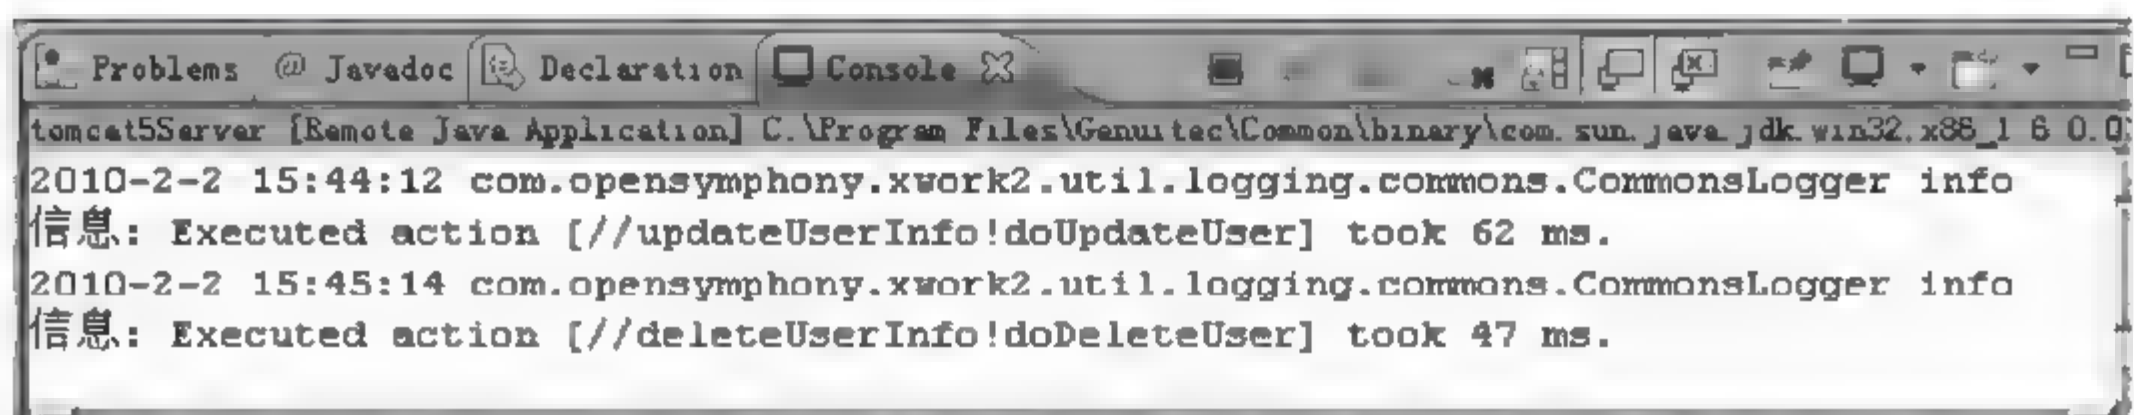 Problems @ Javadoc Declaration Console
tomcat5Server [Remote Java Application] C:\Program Files\Genuitec\Common\binary\com.sun.java.jdk.win32.x86_1 6 0.0
2010-2-2 15:44:12 com.opensymphony.xwork2.util.logging.commons.CommonsLogger info
信息: Executed action [//updateUserInfo!doUpdateUser] took 62 ms.
2010-2-2 15:45:14 com.opensymphony.xwork2.util.logging.commons.CommonsLogger info
信息: Executed action [//deleteUserInfo!doDeleteUser] took 47 ms.